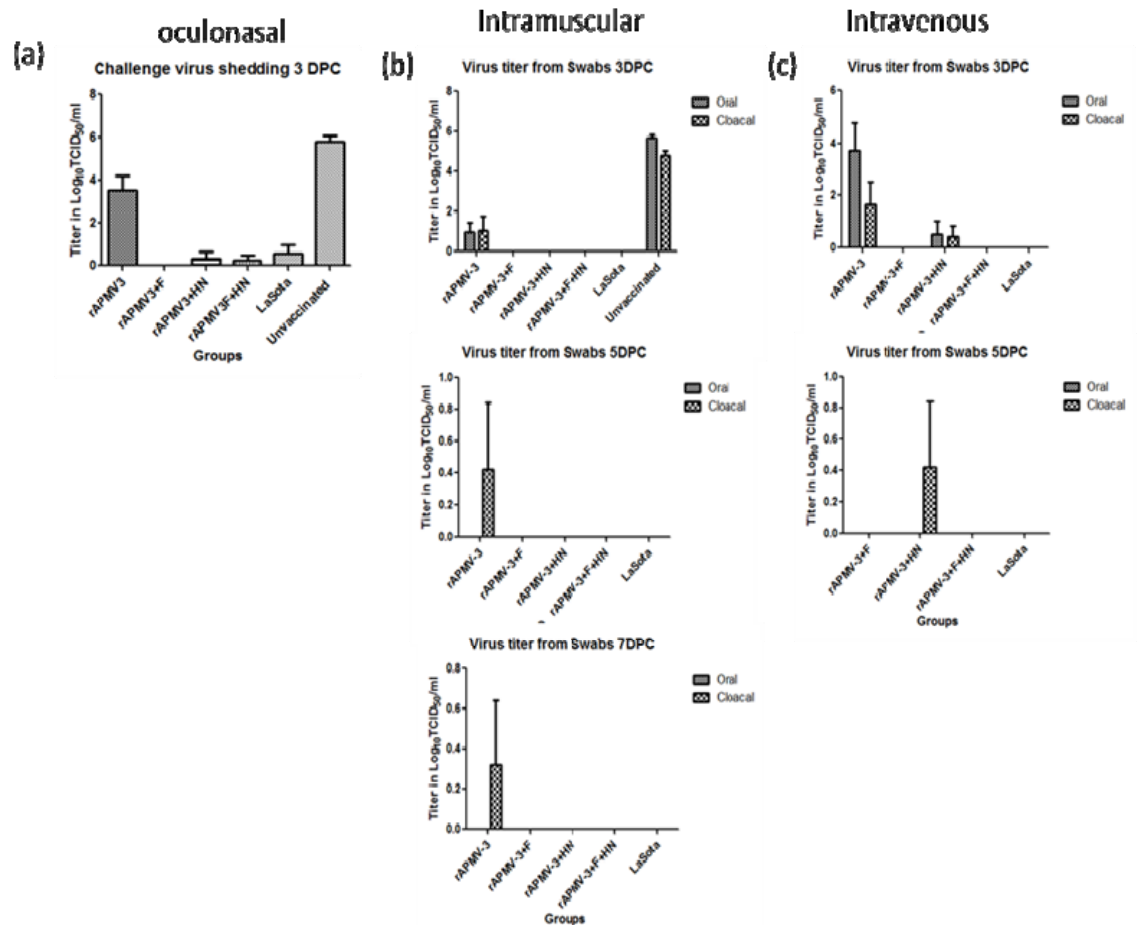 oculonasal
Intramuscular
Intravenous
(a)
Challenge virus shedding 3 DPC
Titer in Log10TCID50/ml
8
6
4
2
0
rAPMV3
rAPMV3+F
rAPMV3+HN
rAPMV3F+HN
LaSota
Unvaccinated
Groups
(b)
Virus titer from Swabs 3DPC
Oral
Cloacal
Titer in Log10TCID50/ml
8
6
4
2
0
rAPMV-3
rAPMV-3+F
rAPMV-3+HN
rAPMV-3+F+HN
LaSota
Unvaccinated
Virus titer from Swabs 5DPC
Oral
Cloacal
Titer in Log10TCID50/ml
1.0
0.8
0.6
0.4
0.2
0.0
rAPMV-3
rAPMV-3+F
rAPMV-3+HN
rAPMV-3+F+HN
LaSota
Virus titer from Swabs 7DPC
Oral
Cloacal
Titer in Log10TCID50/ml
0.8
0.6
0.4
0.2
0.0
rAPMV-3
rAPMV-3+F
rAPMV-3+HN
rAPMV-3+F+HN
LaSota
Groups
(c)
Virus titer from Swabs 3DPC
Oral
Cloacal
Titer in Log10TCID50/ml
6
4
2
0
rAPMV-3
rAPMV-3+F
rAPMV-3+HN
rAPMV-3+F+HN
LaSota
Virus titer from Swabs 5DPC
Oral
Cloacal
Titer in Log10TCID50/ml
1.0
0.8
0.6
0.4
0.2
0.0
rAPMV-3+F
rAPMV-3+HN
rAPMV-3+F+HN
LaSota
Groups